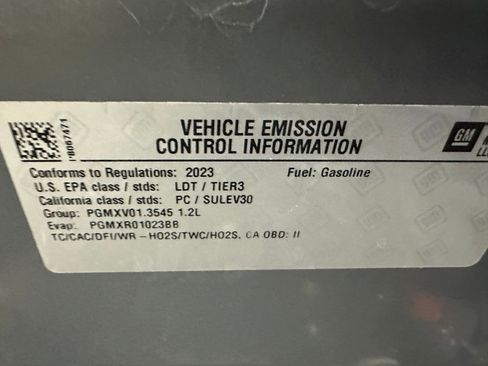 VEHICLE EMISSION
CONTROL INFORMATION
GM
Conforms to Regulations: 2023 Fuel: Gasoline
U.S. EPA class / stds: LDT / TIER3
California class / stds: PC / SULEV30
Group: PGMXV01.3545 1.2L
Evap: PGMXR01023BB
TC/CAC/DFI/WR - HO2S/TWC/HO2S, CA OBD: II